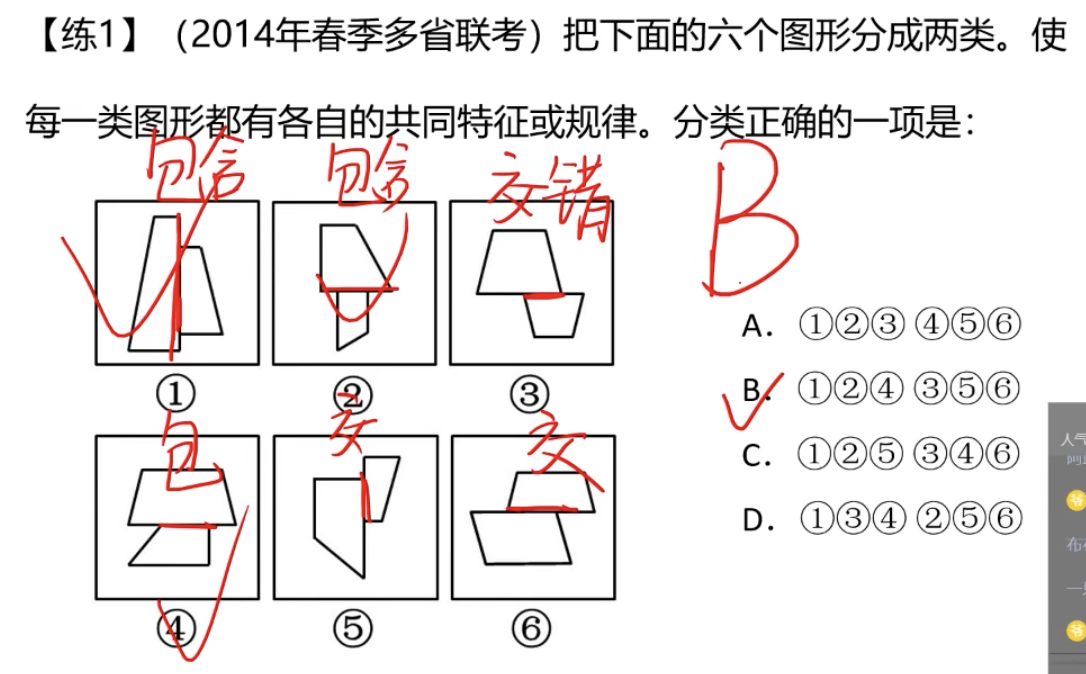 【练1】（2014年春季多省联考）把下面的六个图形分成两类。使
每一类图形都有各自的共同特征或规律。分类正确的一项是：
包含 包含 交错 B
A. ①②③ ④⑤⑥
B. ①②④ ③⑤⑥
C. ①②⑤ ③④⑥
D. ①③④ ②⑤⑥
① ② ③
包 交 交
④ ⑤ ⑥
人气